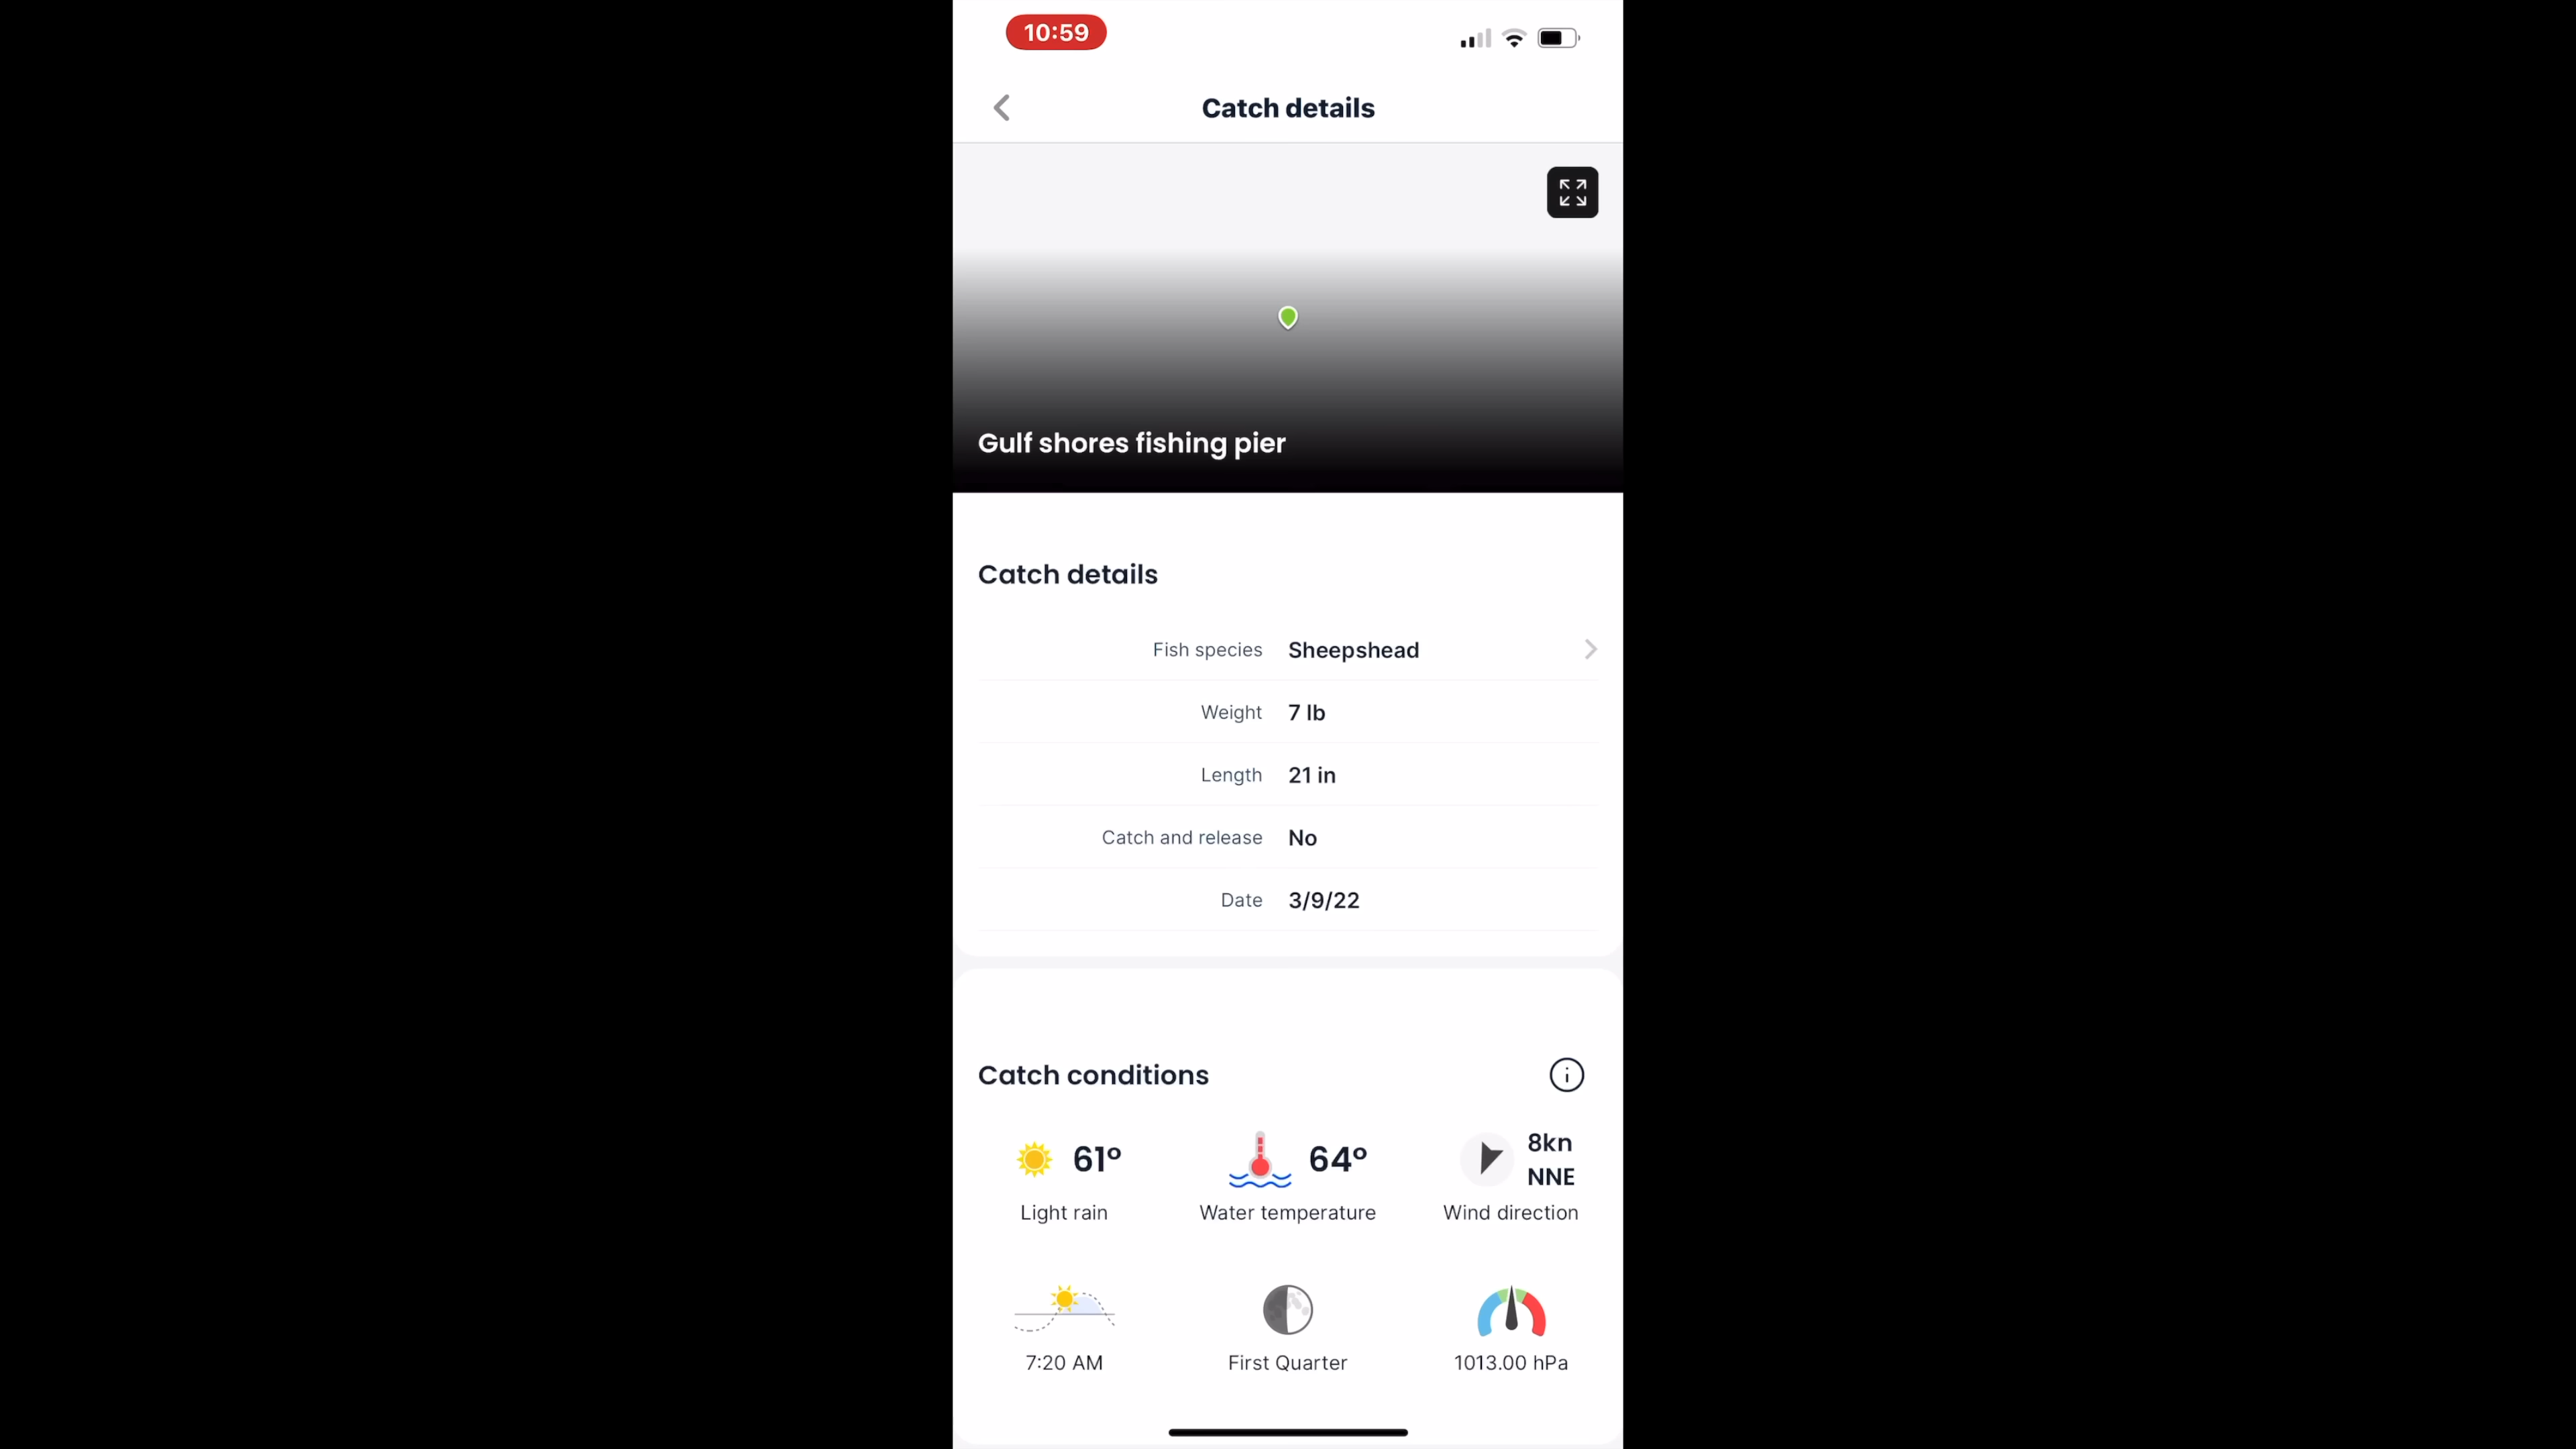 10:59
Catch details
Gulf shores fishing pier
Catch details
Fish species Sheepshead
Weight 7 lb
Length 21 in
Catch and release No
Date 3/9/22
Catch conditions
61° 64° 8kn
NNE
Light rain Water temperature Wind direction
7:20 AM First Quarter 1013.00 hPa